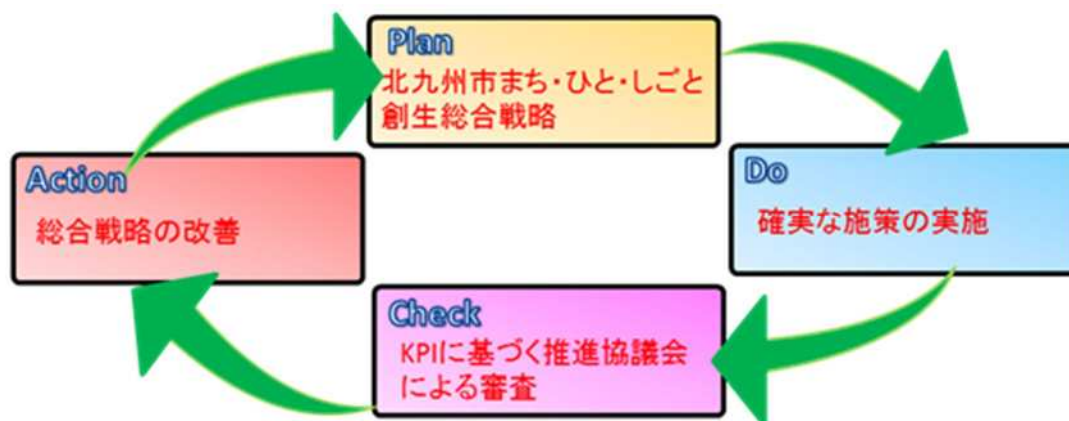 Plan
北九州市まち・ひと・しごと
創生総合戦略
Action
総合戦略の改善
Do
確実な施策の実施
Check
KPIに基づく推進協議会
による審査